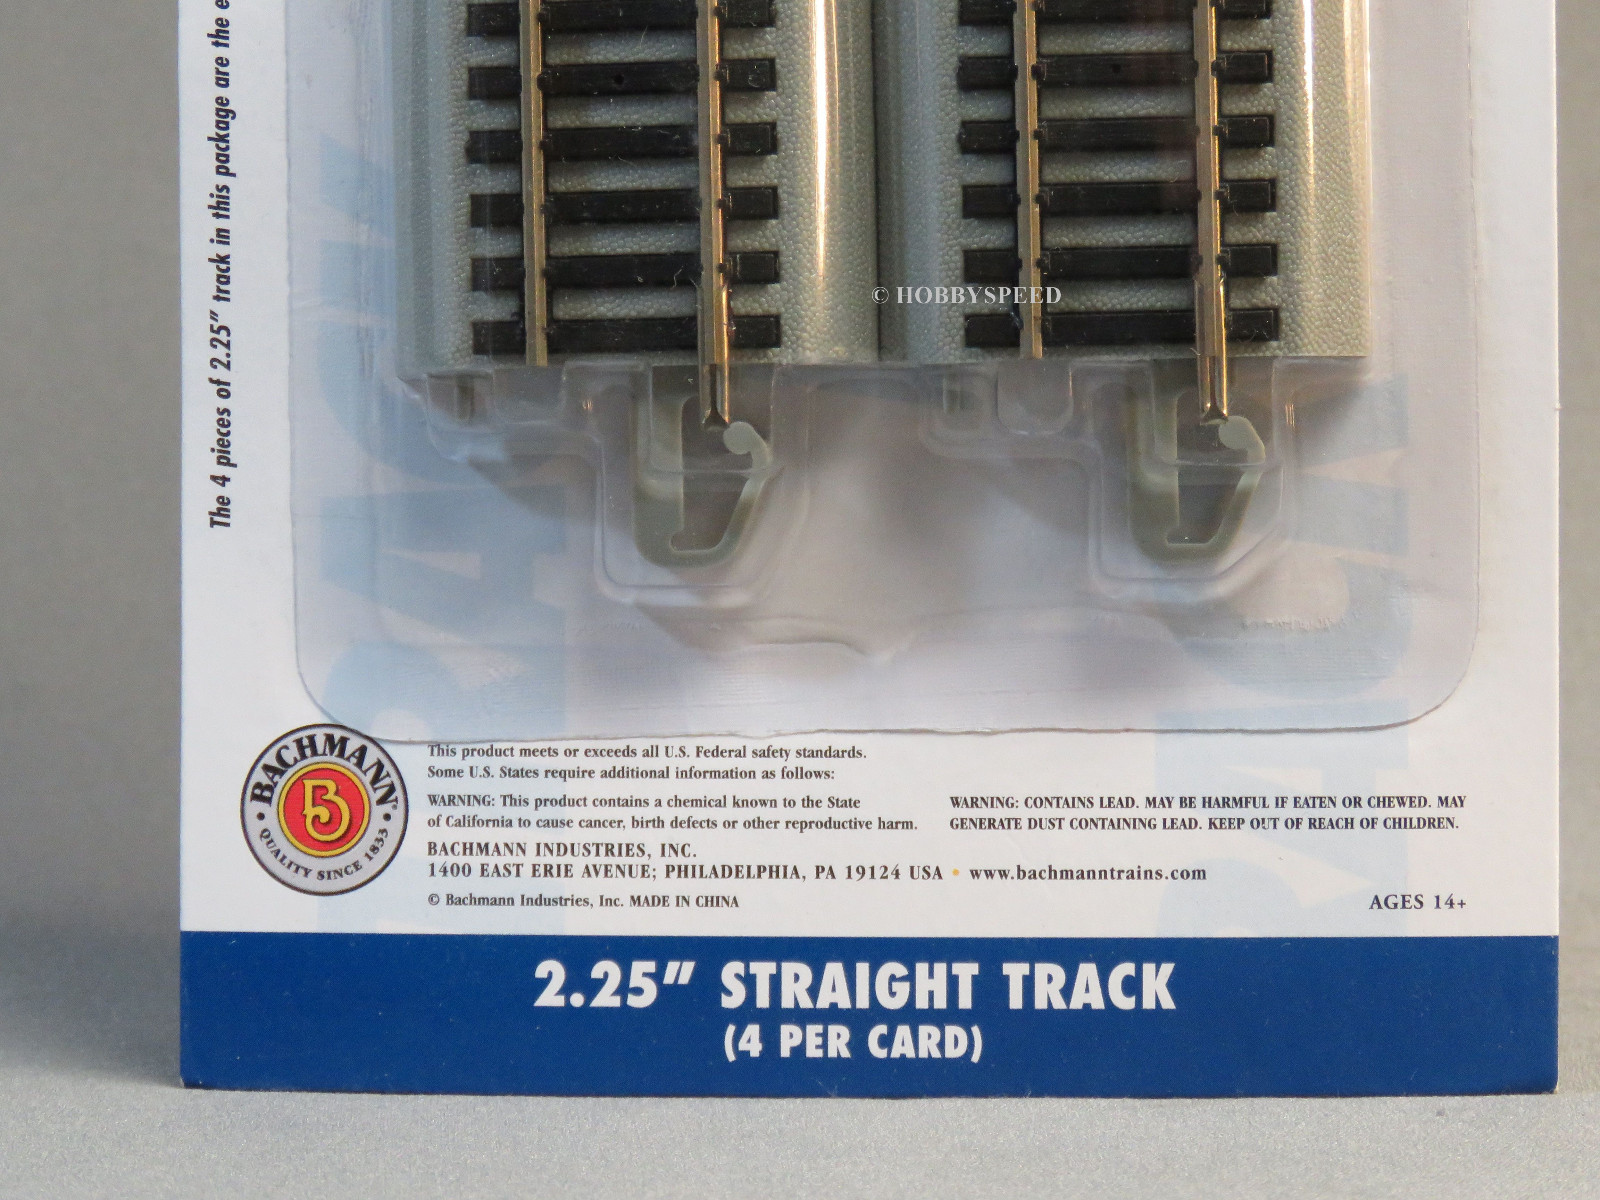 The 4 pieces of 2.25" track in this package are the
© HOBBYSPEED
BACHMANN
B
QUALITY SINCE 1833
This product meets or exceeds all U.S. Federal safety standards.
Some U.S. States require additional information as follows:
WARNING: This product contains a chemical known to the State
of California to cause cancer, birth defects or other reproductive harm.
WARNING: CONTAINS LEAD. MAY BE HARMFUL IF EATEN OR CHEWED. MAY
GENERATE DUST CONTAINING LEAD. KEEP OUT OF REACH OF CHILDREN.
BACHMANN INDUSTRIES, INC.
1400 EAST ERIE AVENUE; PHILADELPHIA, PA 19124 USA • www.bachmanntrains.com
© Bachmann Industries, Inc. MADE IN CHINA
AGES 14+
2.25" STRAIGHT TRACK
(4 PER CARD)